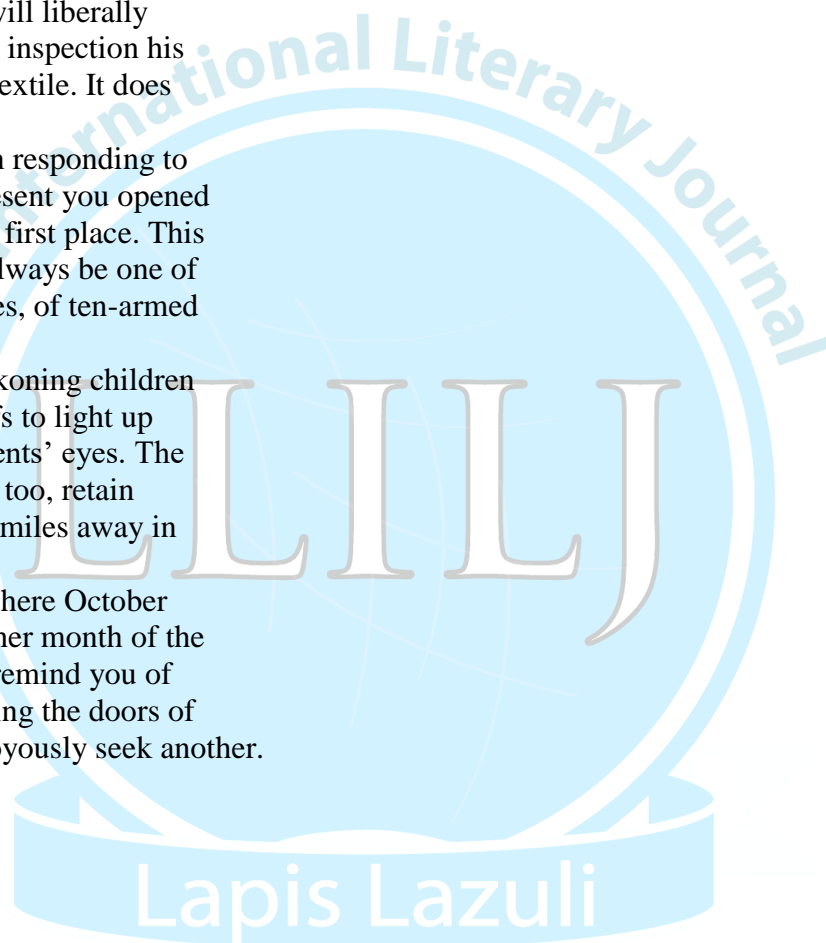 will liberally
inspection his
extile. It does
responding to
esent you opened
first place. This
lways be one of
es, of ten-armed
koning children
s to light up
ents’ eyes. The
too, retain
miles away in
here October
her month of the
remind you of
ing the doors of
oyously seek another.
International Literary Journal
LLILJ
Lapis Lazuli